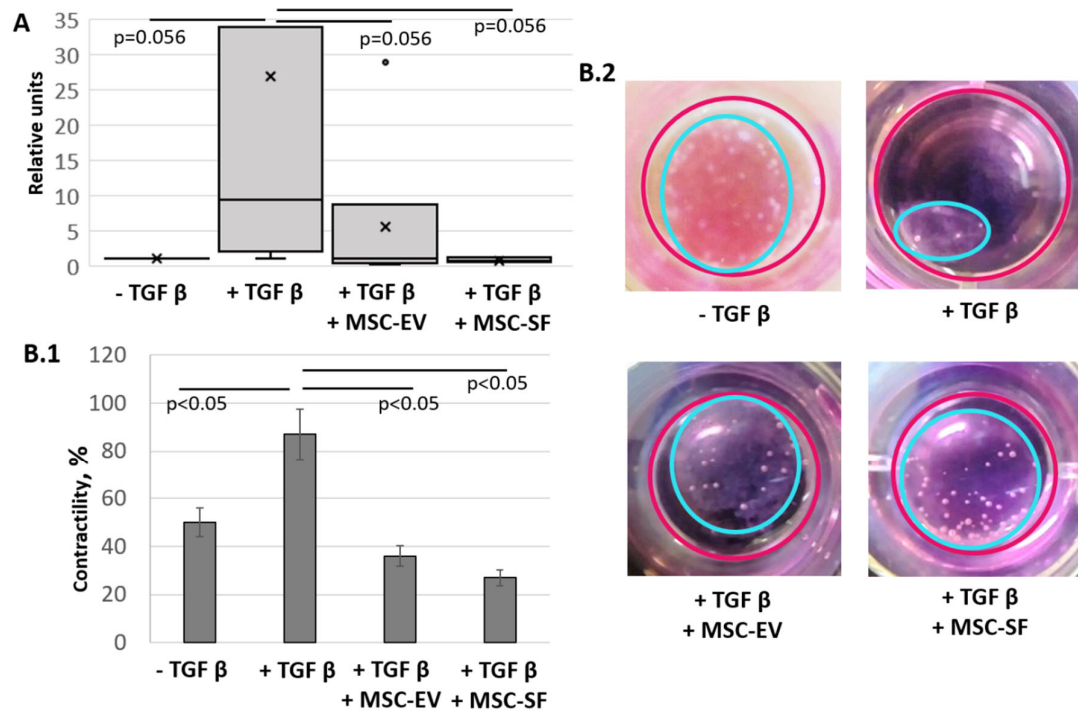 A
Relative units
35
30
25
20
15
10
5
0
p=0.056
p=0.056
p=0.056
- TGF β
+ TGF β
+ TGF β
+ MSC-EV
+ TGF β
+ MSC-SF
B.1
Contractility, %
120
100
80
60
40
20
0
p<0.05
p<0.05
p<0.05
- TGF β
+ TGF β
+ TGF β
+ MSC-EV
+ TGF β
+ MSC-SF
B.2
- TGF β
+ TGF β
+ TGF β
+ MSC-EV
+ TGF β
+ MSC-SF